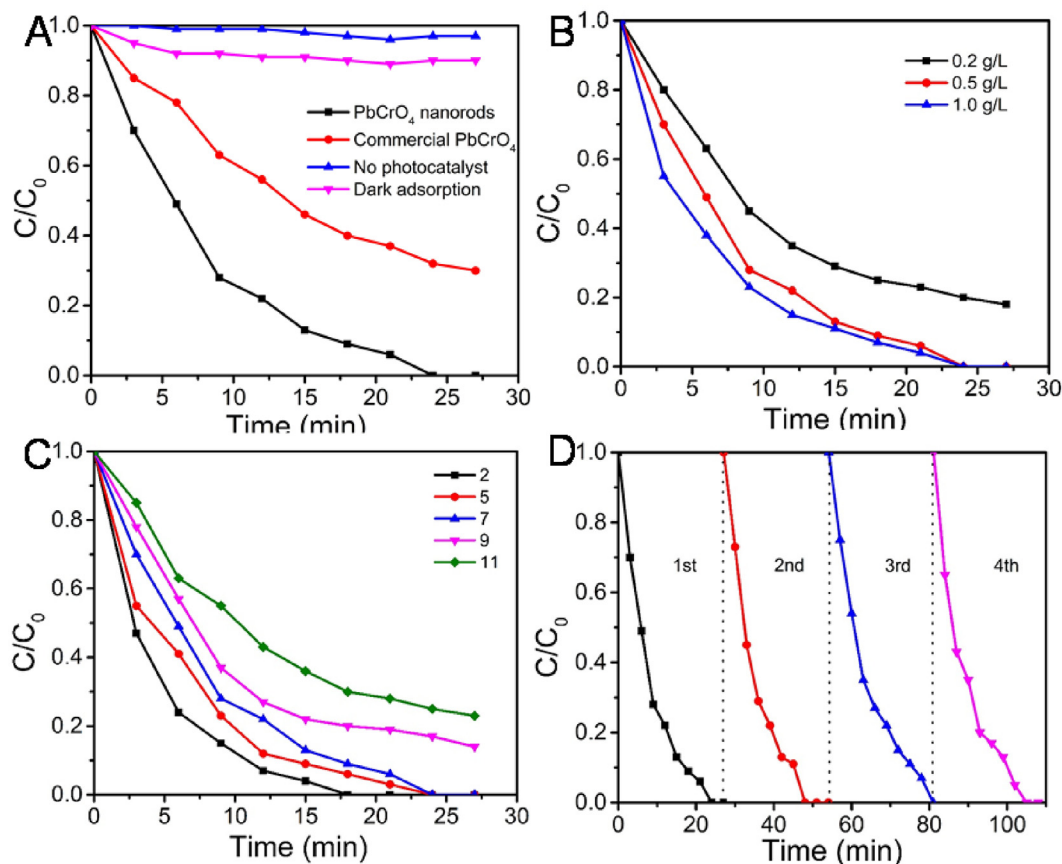 A
1.0
0.8
0.6
0.4
0.2
0.0
C/C₀
PbCrO₄ nanorods
Commercial PbCrO₄
No photocatalyst
Dark adsorption
0 5 10 15 20 25 30
Time (min)
B
1.0
0.8
0.6
0.4
0.2
0.0
C/C₀
0.2 g/L
0.5 g/L
1.0 g/L
0 5 10 15 20 25 30
Time (min)
C
1.0
0.8
0.6
0.4
0.2
0.0
C/C₀
2
5
7
9
11
0 5 10 15 20 25 30
Time (min)
D
1.0
0.8
0.6
0.4
0.2
0.0
C/C₀
1st 2nd 3rd 4th
0 20 40 60 80 100
Time (min)